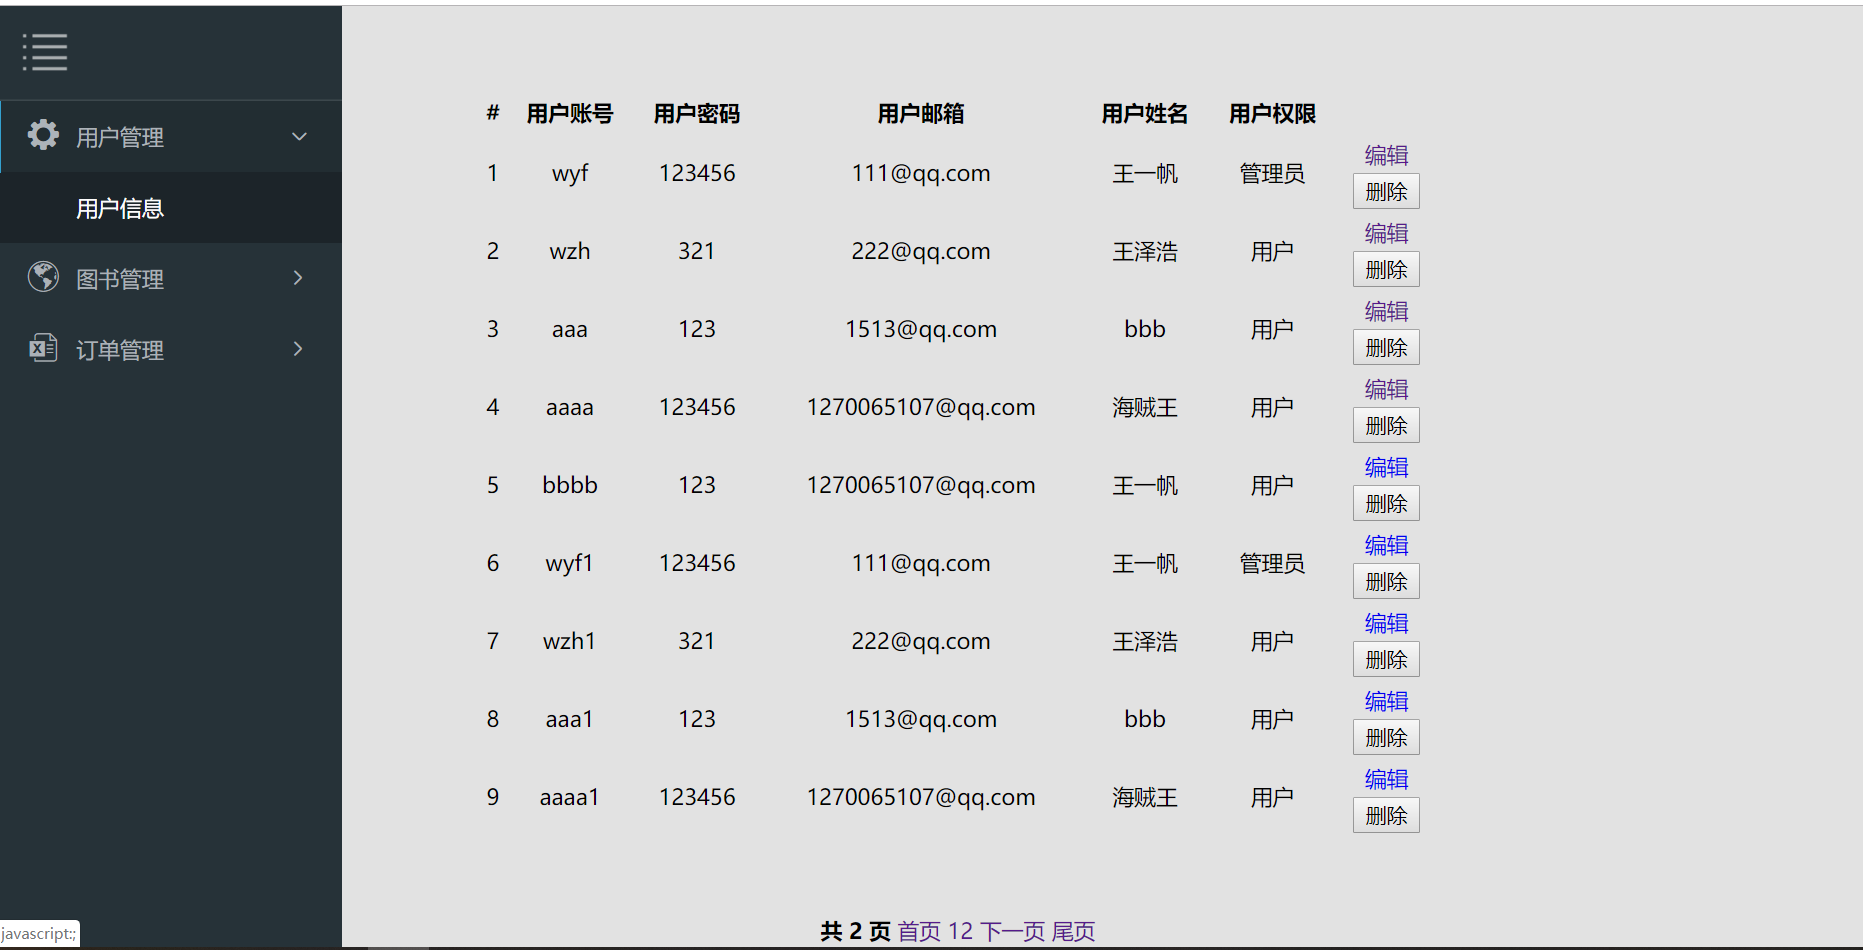 用户管理
用户信息
图书管理
订单管理
# 用户账号 用户密码 用户邮箱 用户姓名 用户权限
1 wyf 123456 111@qq.com 王一帆 管理员 编辑
删除
2 wzh 321 222@qq.com 王泽浩 用户 编辑
删除
3 aaa 123 1513@qq.com bbb 用户 编辑
删除
4 aaaa 123456 1270065107@qq.com 海贼王 用户 编辑
删除
5 bbbb 123 1270065107@qq.com 王一帆 用户 编辑
删除
6 wyf1 123456 111@qq.com 王一帆 管理员 编辑
删除
7 wzh1 321 222@qq.com 王泽浩 用户 编辑
删除
8 aaa1 123 1513@qq.com bbb 用户 编辑
删除
9 aaaa1 123456 1270065107@qq.com 海贼王 用户 编辑
删除
共 2 页 首页 12 下一页 尾页
javascript:;